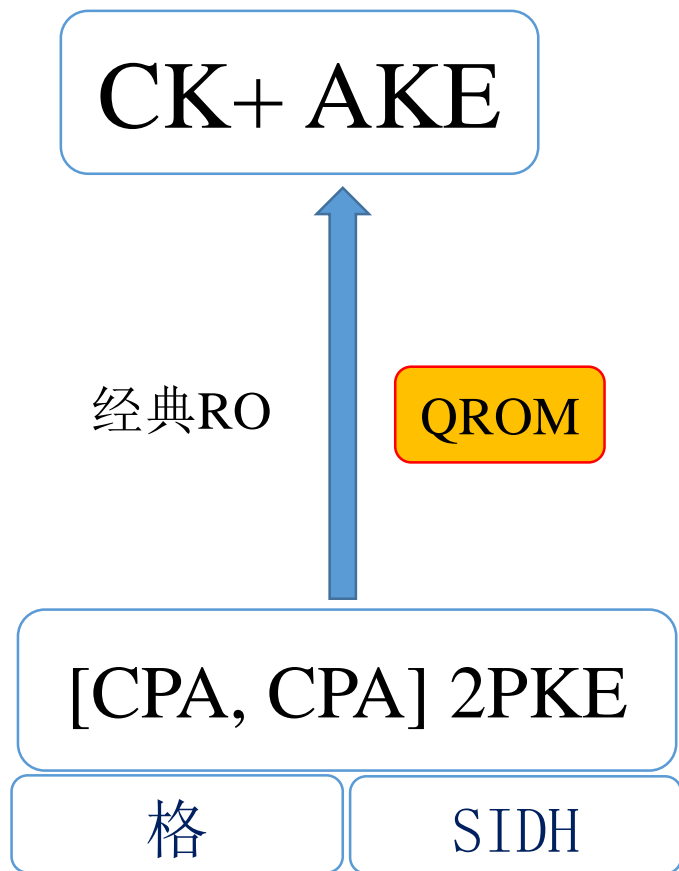 CK+ AKE
经典RO
QROM
[CPA, CPA] 2PKE
格
SIDH